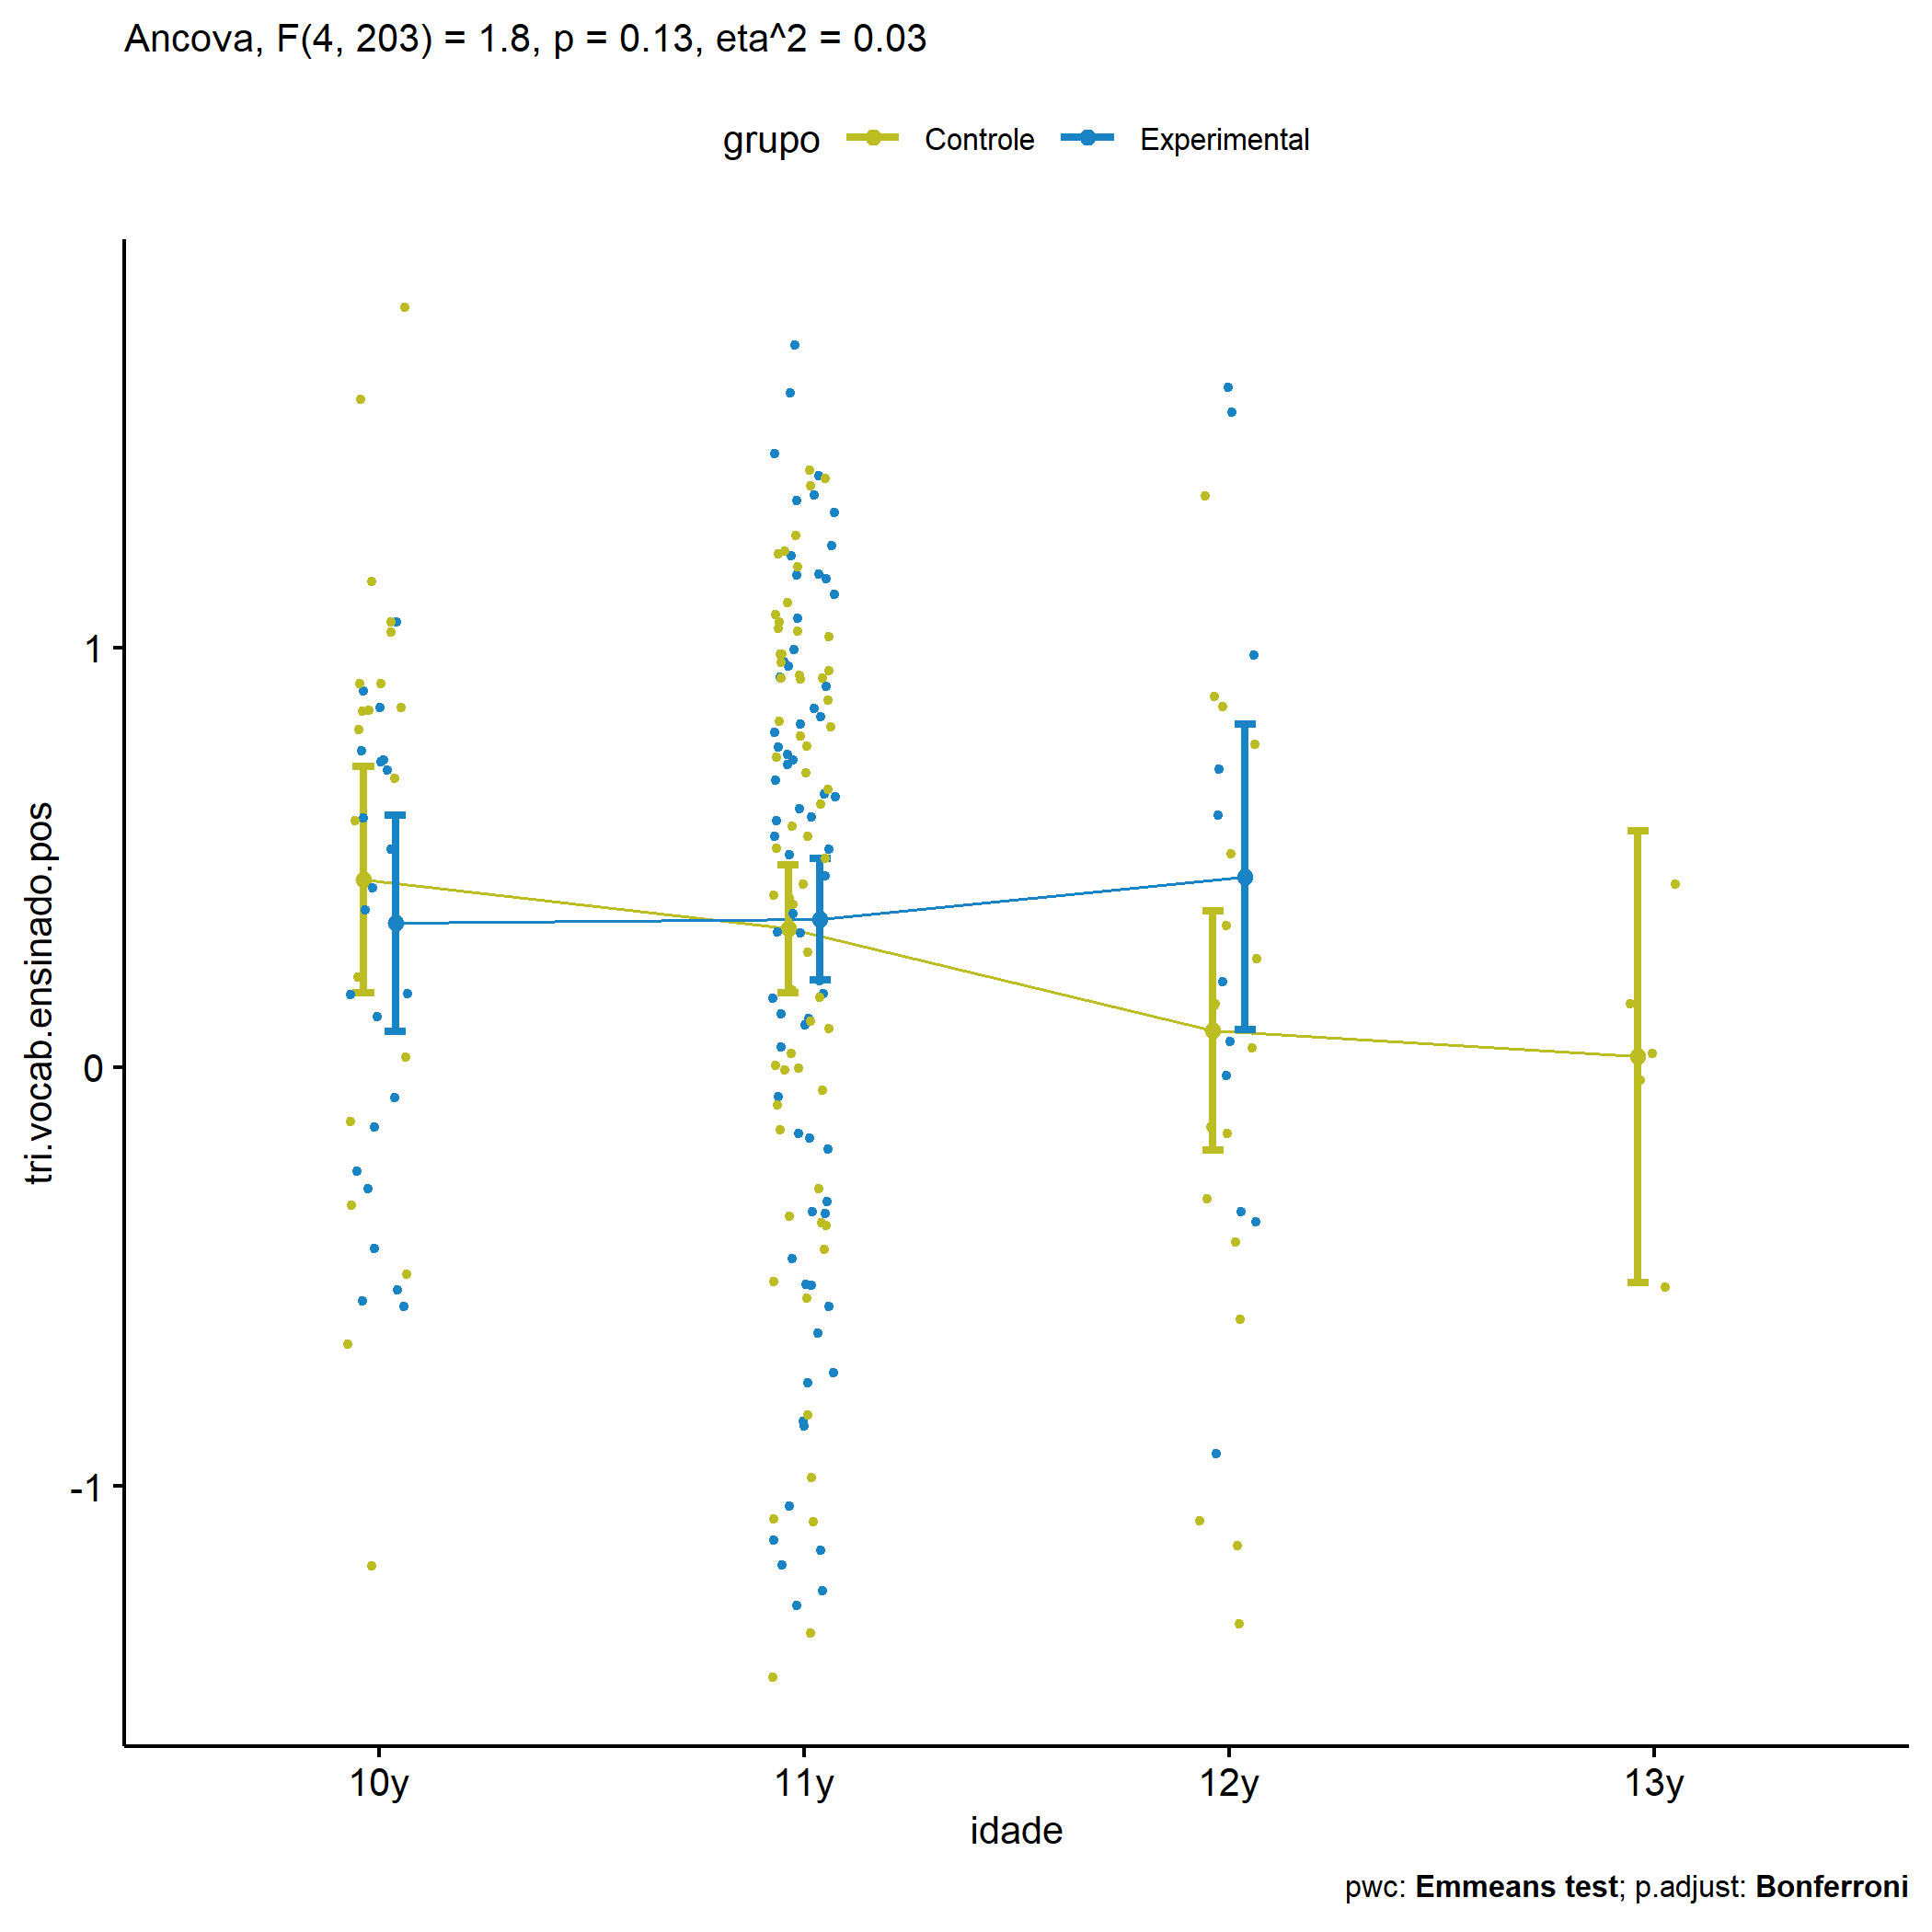 Ancova, F(4, 203) = 1.8, p = 0.13, eta^2 = 0.03
grupo Controle Experimental
tri.vocab.ensinado.pos
1
0
-1
10y 11y 12y 13y
idade
pwc: Emmeans test; p.adjust: Bonferroni